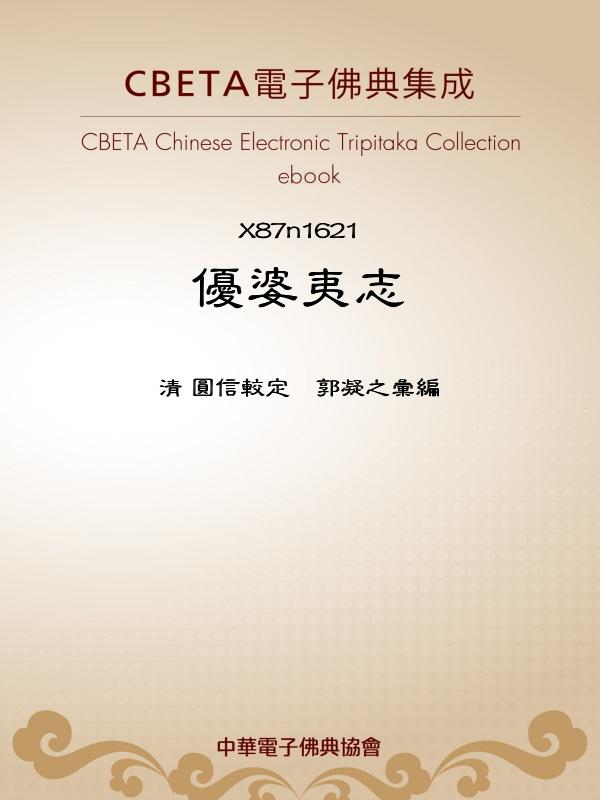 CBETA電子佛典集成
CBETA Chinese Electronic Tripitaka Collection
ebook
X87n1621
優婆夷志
清 圓信較定　郭凝之彙編
中華電子佛典協會